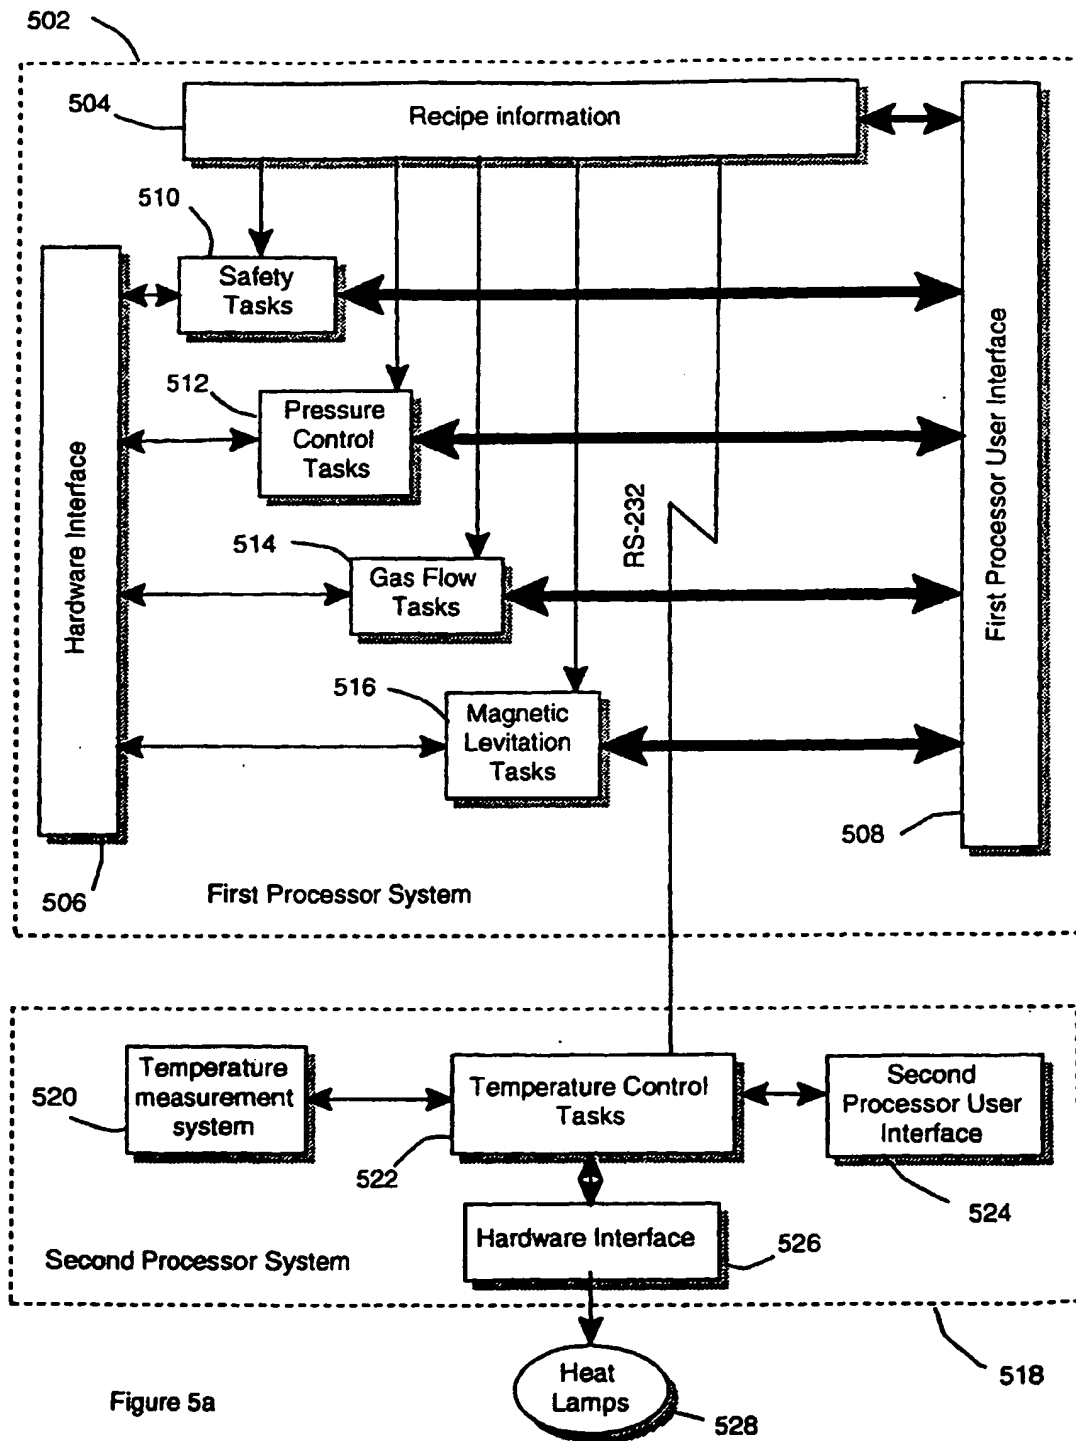 502
504
Recipe information
510
Safety
Tasks
512
Pressure
Control
Tasks
RS-232
514
Gas Flow
Tasks
Hardware Interface
First Processor User Interface
516
Magnetic
Levitation
Tasks
508
506
First Processor System
520
Temperature
measurement
system
Temperature Control
Tasks
Second
Processor User
Interface
522
524
Hardware Interface
526
Second Processor System
518
Heat
Lamps
528
Figure 5a